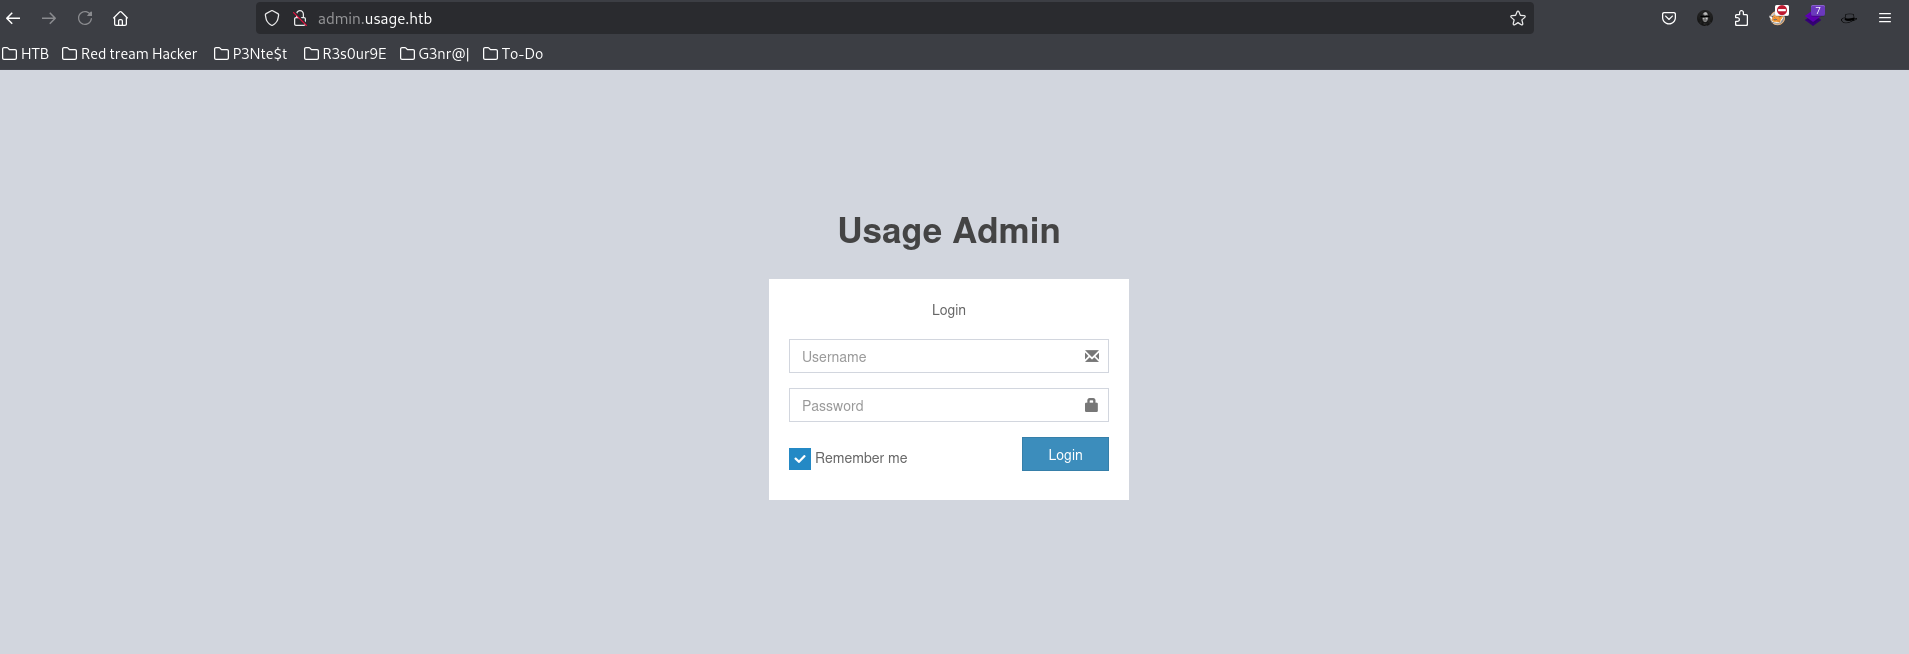 admin.usage.htb
7
HTB Red tream Hacker P3Nte$t R3s0ur9E G3nr@| To-Do
Usage Admin
Login
Username
Password
Remember me Login